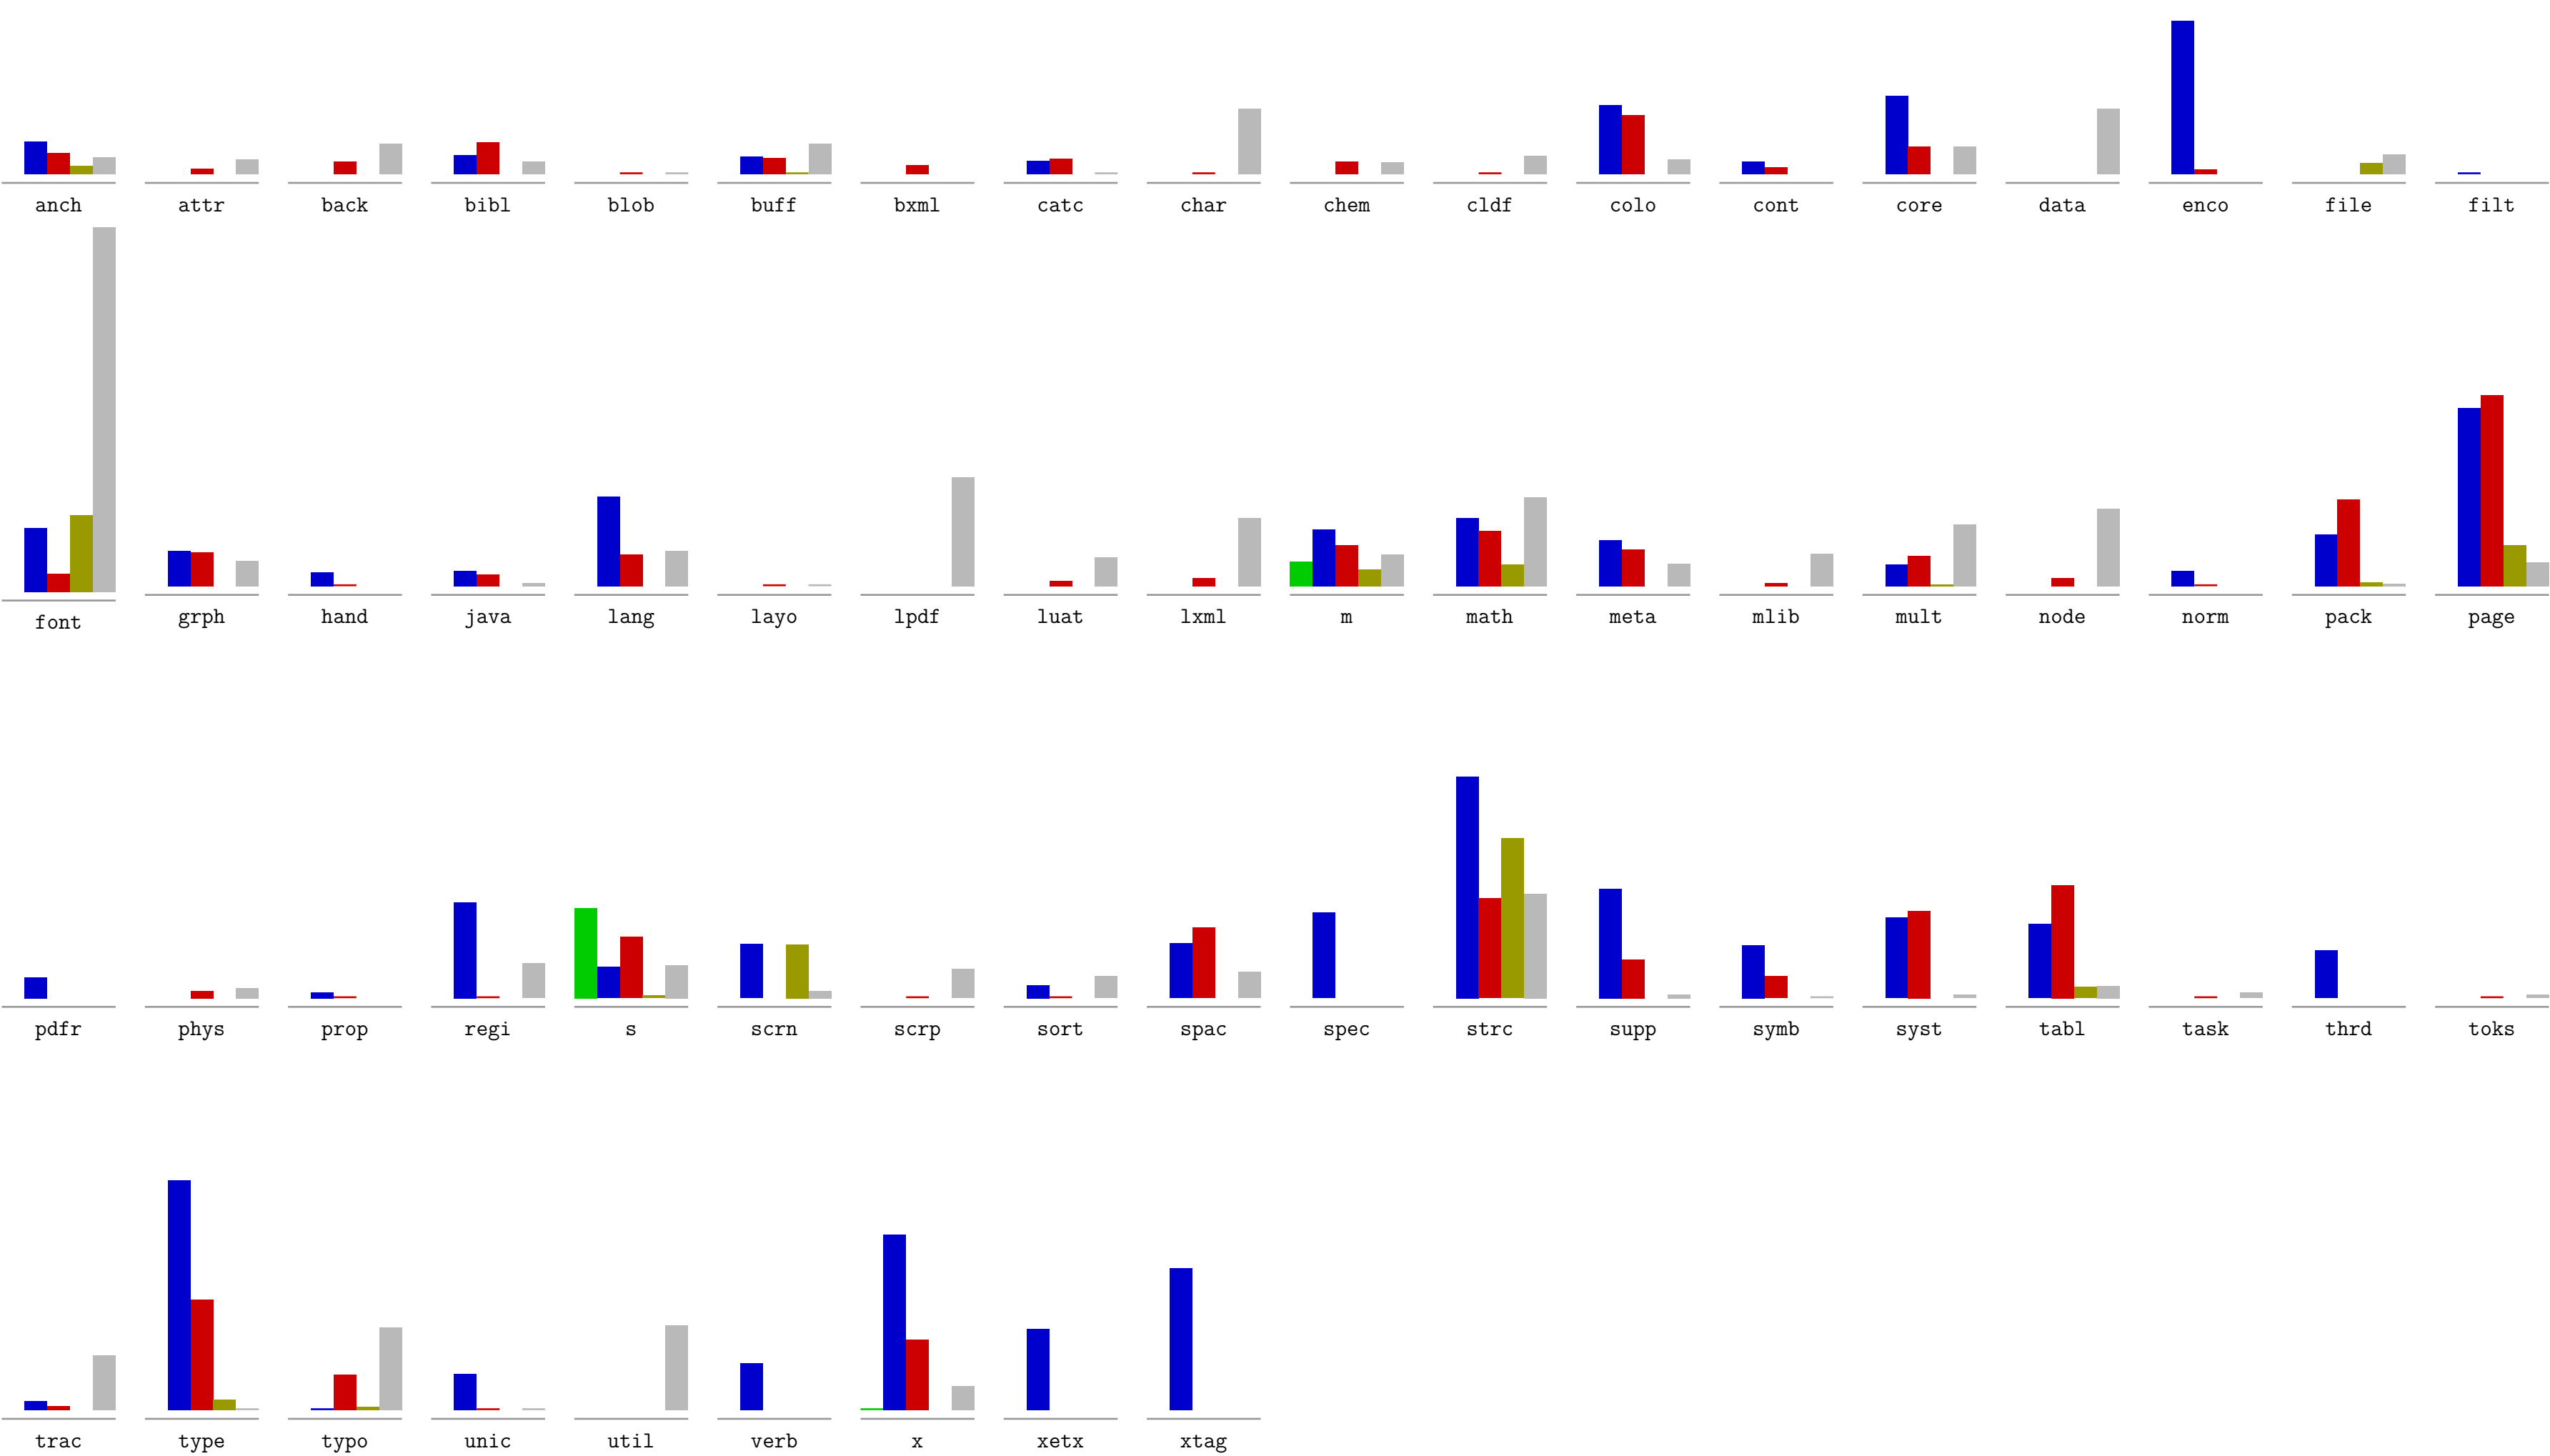 anch attr back bibl blob buff bxml catc char chem cldf colo cont core data enco file filt
font grph hand java lang layo lpdf luat lxml m math meta mlib mult node norm pack page
pdfr phys prop regi s scrn scrp sort spac spec strc supp symb syst tabl task thrd toks
trac type typo unic util verb x xetx xtag